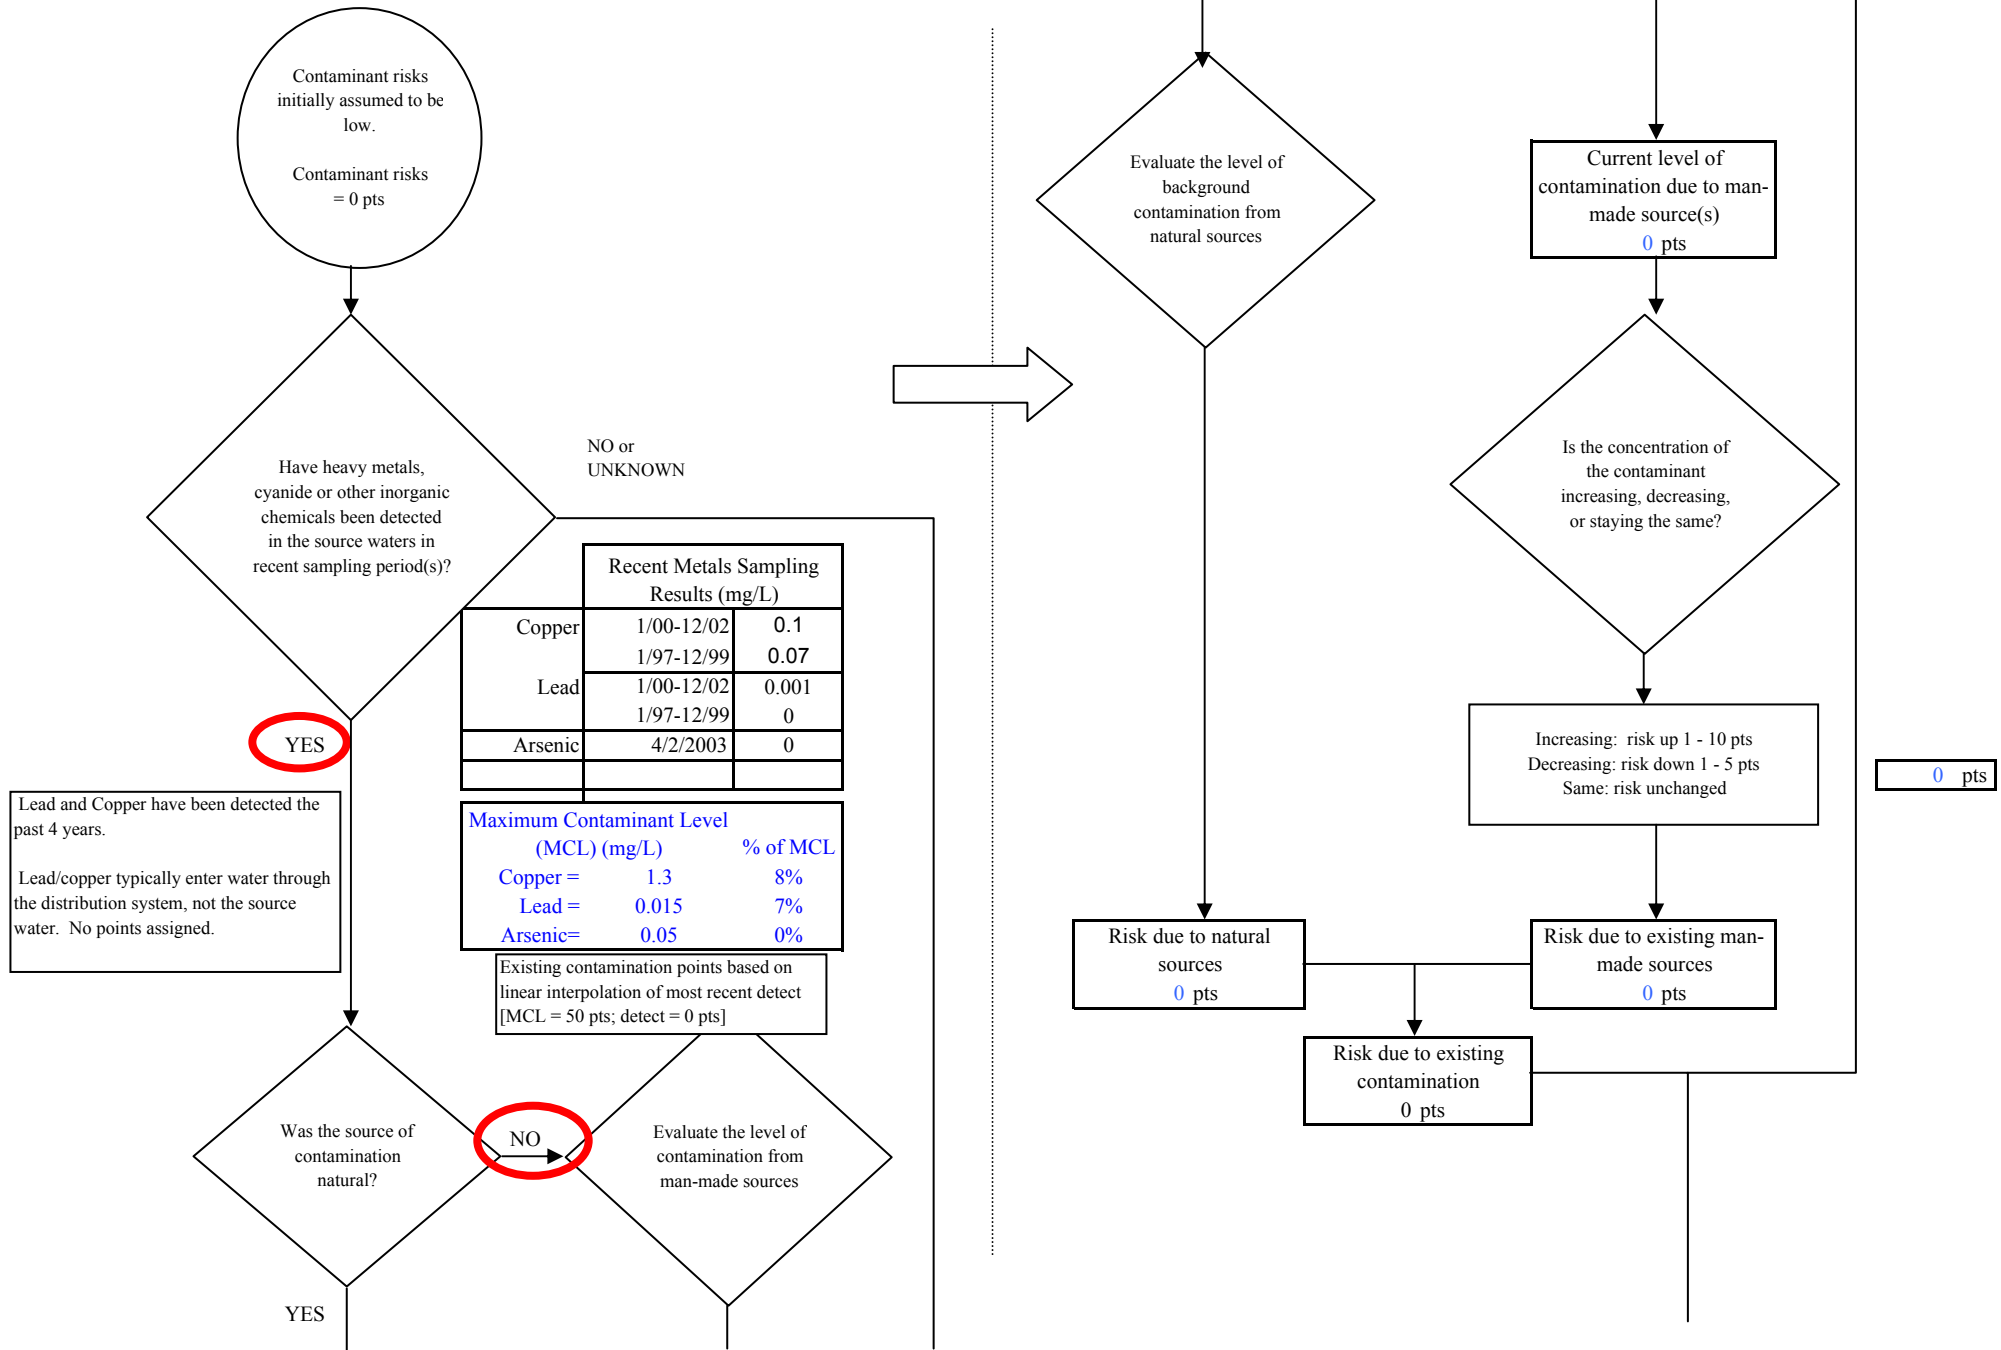 Contaminant risks
initially assumed to be
low.
Contaminant risks
= 0 pts
Have heavy metals,
cyanide or other inorganic
chemicals been detected
in the source waters in
recent sampling period(s)?
NO or
UNKNOWN
YES
Recent Metals Sampling
Results (mg/L)
Copper 1/00-12/02 0.1
1/97-12/99 0.07
Lead 1/00-12/02 0.001
1/97-12/99 0
Arsenic 4/2/2003 0
Lead and Copper have been detected the
past 4 years.
Lead/copper typically enter water through
the distribution system, not the source
water.  No points assigned.
Maximum Contaminant Level
(MCL) (mg/L) % of MCL
Copper = 1.3 8%
Lead = 0.015 7%
Arsenic= 0.05 0%
Existing contamination points based on
linear interpolation of most recent detect
[MCL = 50 pts; detect = 0 pts]
Was the source of
contamination
natural?
NO
Evaluate the level of
contamination from
man-made sources
YES
Evaluate the level of
background
contamination from
natural sources
Current level of
contamination due to man-
made source(s)
0 pts
Is the concentration of
the contaminant
increasing, decreasing,
or staying the same?
Increasing:  risk up 1 - 10 pts
Decreasing: risk down 1 - 5 pts
Same: risk unchanged
0 pts
Risk due to natural
sources
0 pts
Risk due to existing man-
made sources
0 pts
Risk due to existing
contamination
0 pts